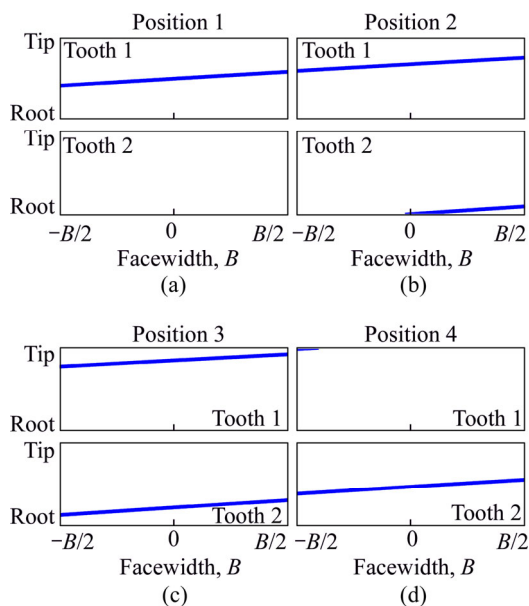 Position 1
Position 2
Tip
Tooth 1
Tooth 1
Root
Tip
Tooth 2
Tooth 2
Root
−B/2 0 B/2
−B/2 0 B/2
Facewidth, B
Facewidth, B
(a)
(b)
Position 3
Position 4
Tip
Root
Tooth 1
Tooth 1
Tip
Root
Tooth 2
Tooth 2
−B/2 0 B/2
−B/2 0 B/2
Facewidth, B
Facewidth, B
(c)
(d)